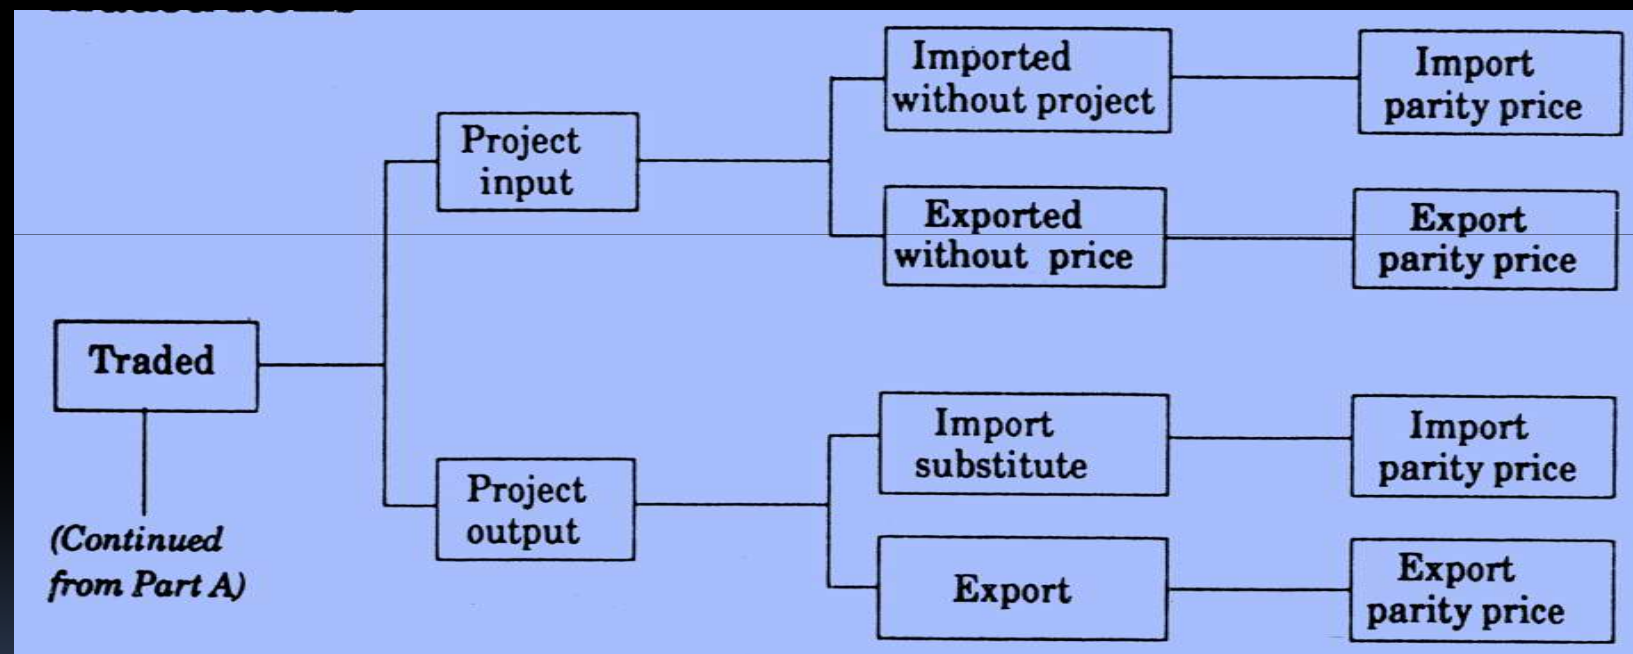 Imported
without project
Import
parity price
Project
input
Exported
without price
Export
parity price
Traded
Import
substitute
Import
parity price
Project
output
(Continued
from Part A)
Export
Export
parity price